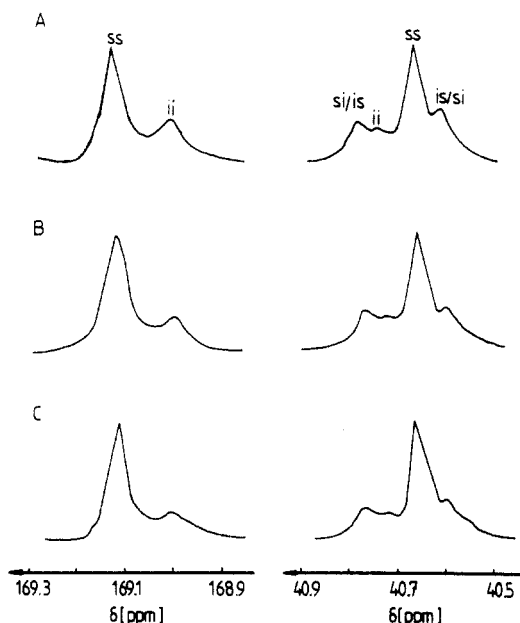 A
ss
ii
ss
si/is
ii
is/si
B
C
169.3 169.1 168.9
40.9 40.7 40.5
δ[ppm] δ[ppm]